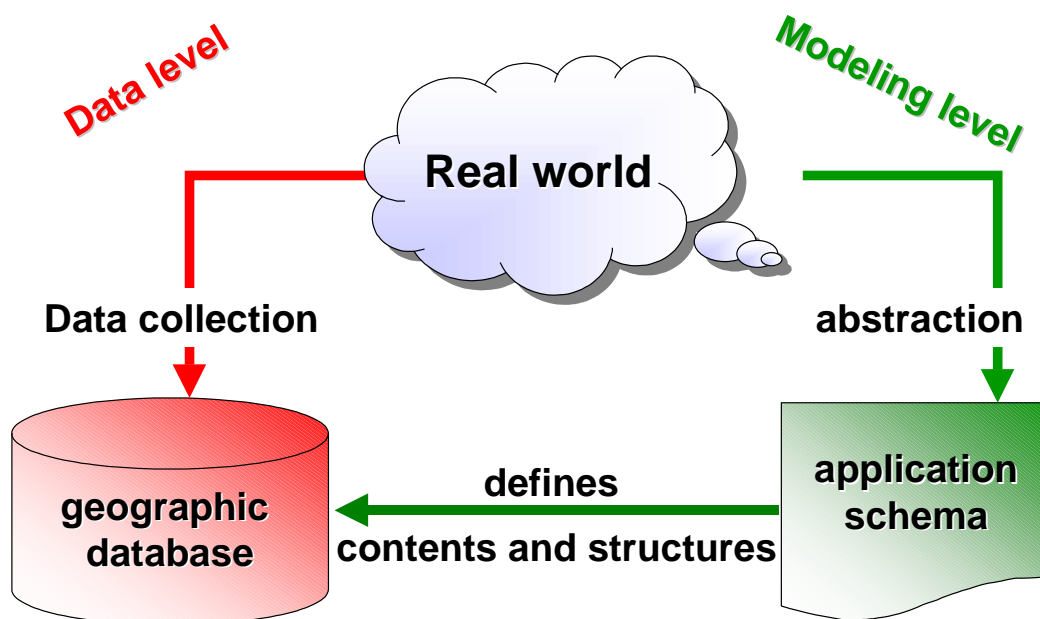 Data level
Modeling level
Real world
Data collection
abstraction
geographic
database
defines
contents and structures
application
schema